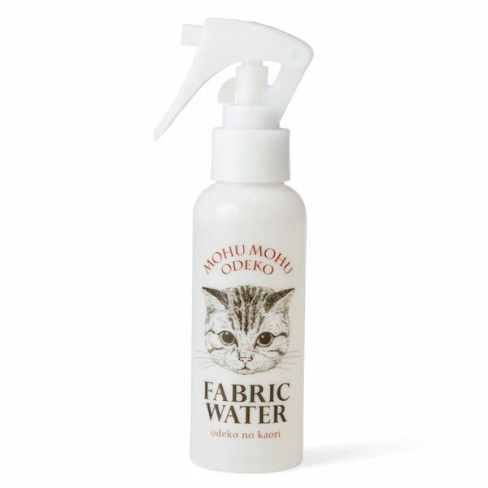 MOHU MOHU
ODEKO
FABRIC
WATER
odeko no kaori